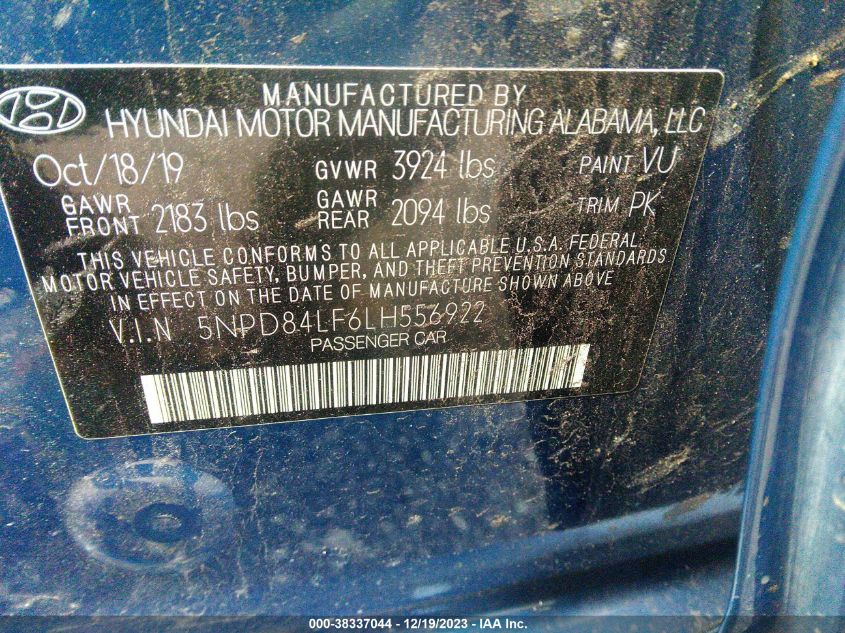 MANUFACTURED BY
HYUNDAI MOTOR MANUFACTURING ALABAMA, LLC
Oct/18/19 GVWR 3924 lbs PAINT VU
GAWR FRONT 2183 lbs GAWR REAR 2094 lbs TRIM PK
THIS VEHICLE CONFORMS TO ALL APPLICABLE U.S.A. FEDERAL
MOTOR VEHICLE SAFETY, BUMPER, AND THEFT PREVENTION STANDARDS
IN EFFECT ON THE DATE OF MANUFACTURE SHOWN ABOVE
V.I.N 5NPD84LF6LH556922
PASSENGER CAR
000-38337044 - 12/19/2023 - IAA Inc.